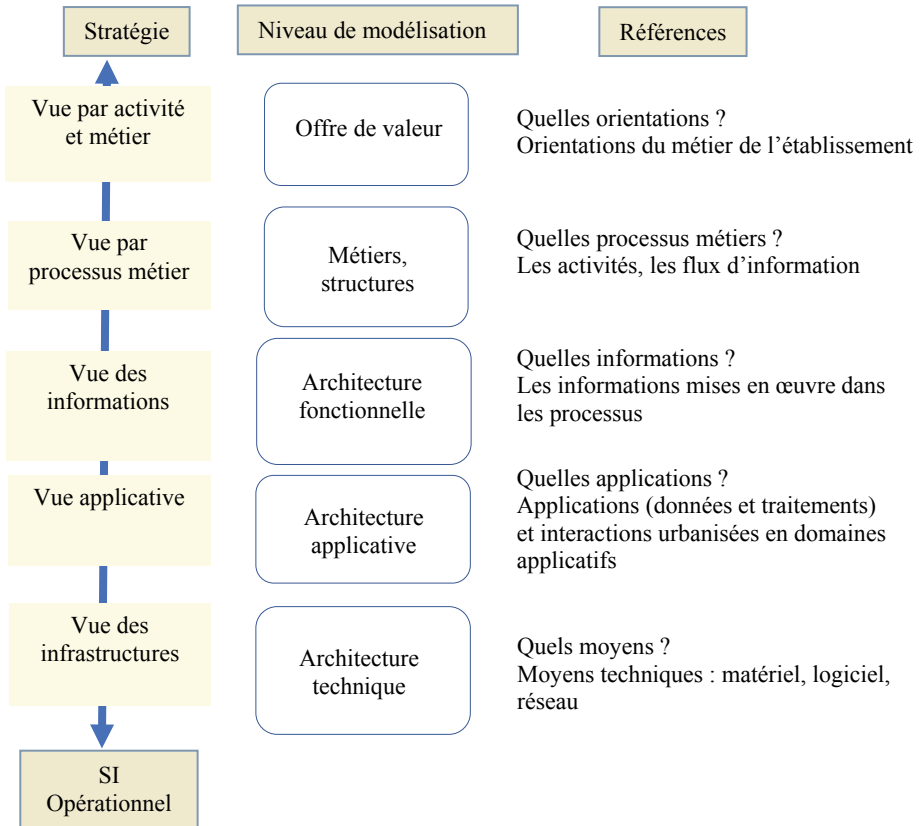 Stratégie
Niveau de modélisation
Références
Vue par activité
et métier
Offre de valeur
Quelles orientations ?
Orientations du métier de l’établissement
Vue par
processus métier
Métiers,
structures
Quelles processus métiers ?
Les activités, les flux d’information
Vue des
informations
Architecture
fonctionnelle
Quelles informations ?
Les informations mises en œuvre dans
les processus
Vue applicative
Architecture
applicative
Quelles applications ?
Applications (données et traitements)
et interactions urbanisées en domaines
applicatifs
Vue des
infrastructures
Architecture
technique
Quels moyens ?
Moyens techniques : matériel, logiciel,
réseau
SI
Opérationnel